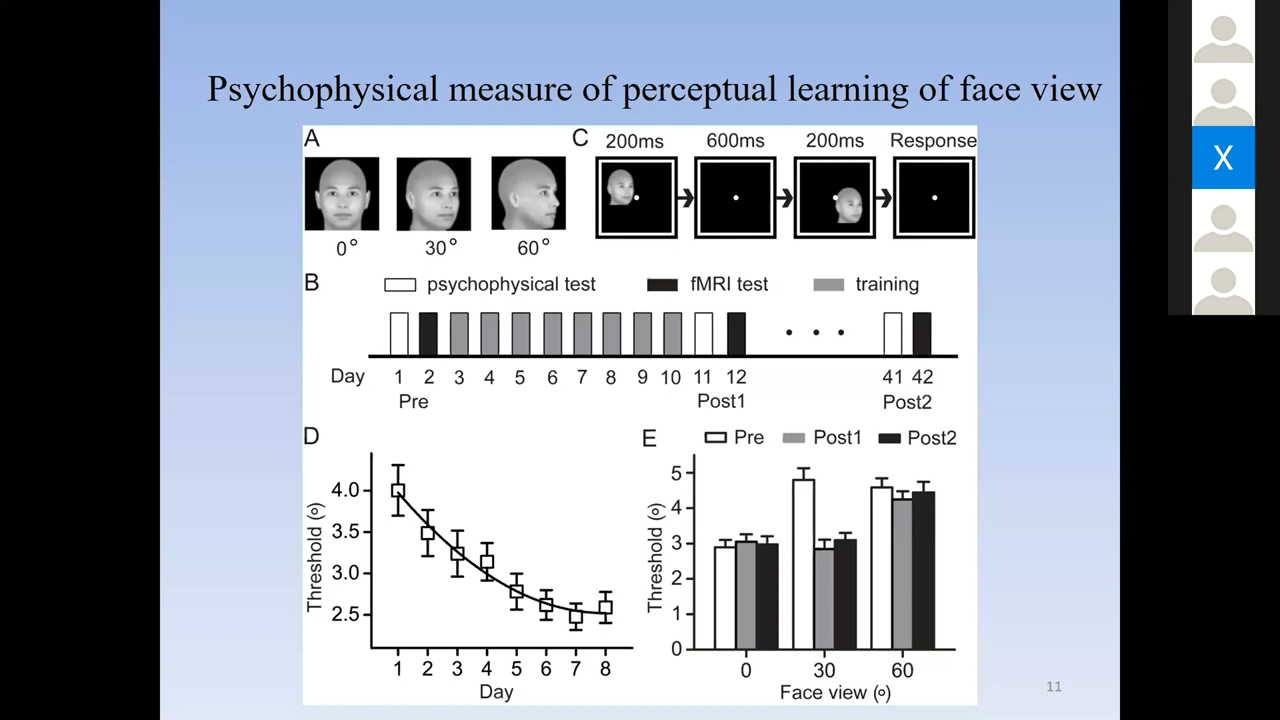 Psychophysical measure of perceptual learning of face view
A
0°
30°
60°
C
200ms
600ms
200ms
Response
B
psychophysical test
fMRI test
training
Day
1
2
3
4
5
6
7
8
9
10
11
12
41
42
Pre
Post1
Post2
D
Threshold (o)
4.0
3.5
3.0
2.5
1
2
3
4
5
6
7
8
Day
E
Pre
Post1
Post2
Threshold (o)
5
4
3
2
1
0
0
30
60
Face view (o)
11
X